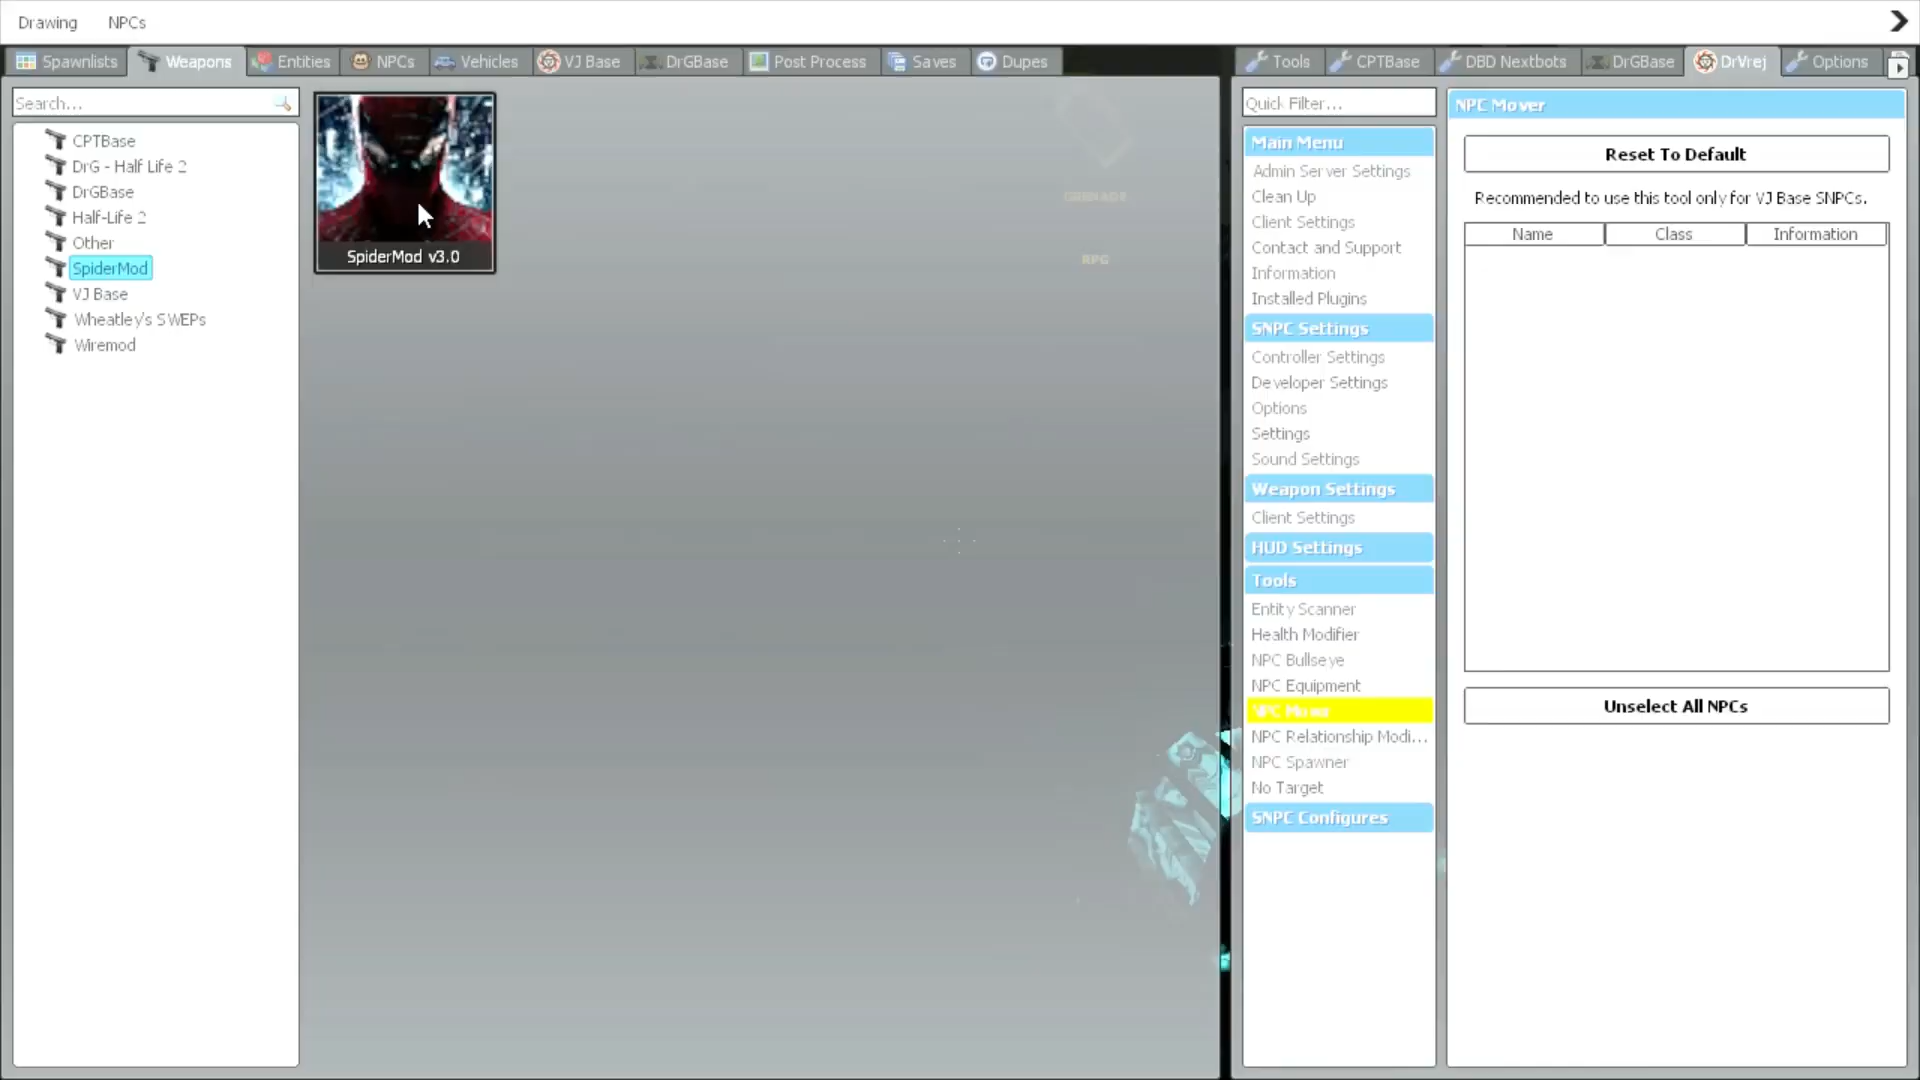 Drawing NPCs
Spawnlists Weapons Entities NPCs Vehicles VJ Base DrGBase Post Process Saves Dupes
Tools CPTBase DBD Nextbots DrGBase DrVrej Options
Search...
CPTBase
DrG - Half Life 2
DrGBase
Half-Life 2
Other
SpiderMod
VJ Base
Wheatley's SWEPs
Wiremod
SpiderMod v3.0
GRENADE
RPG
Quick Filter...
Main Menu
Admin Server Settings
Clean Up
Client Settings
Contact and Support
Information
Installed Plugins
SNPC Settings
Controller Settings
Developer Settings
Options
Settings
Sound Settings
Weapon Settings
Client Settings
HUD Settings
Tools
Entity Scanner
Health Modifier
NPC Bullseye
NPC Equipment
NPC Mover
NPC Relationship Modi...
NPC Spawner
No Target
SNPC Configures
NPC Mover
Reset To Default
Recommended to use this tool only for VJ Base SNPCs.
Name Class Information
Unselect All NPCs